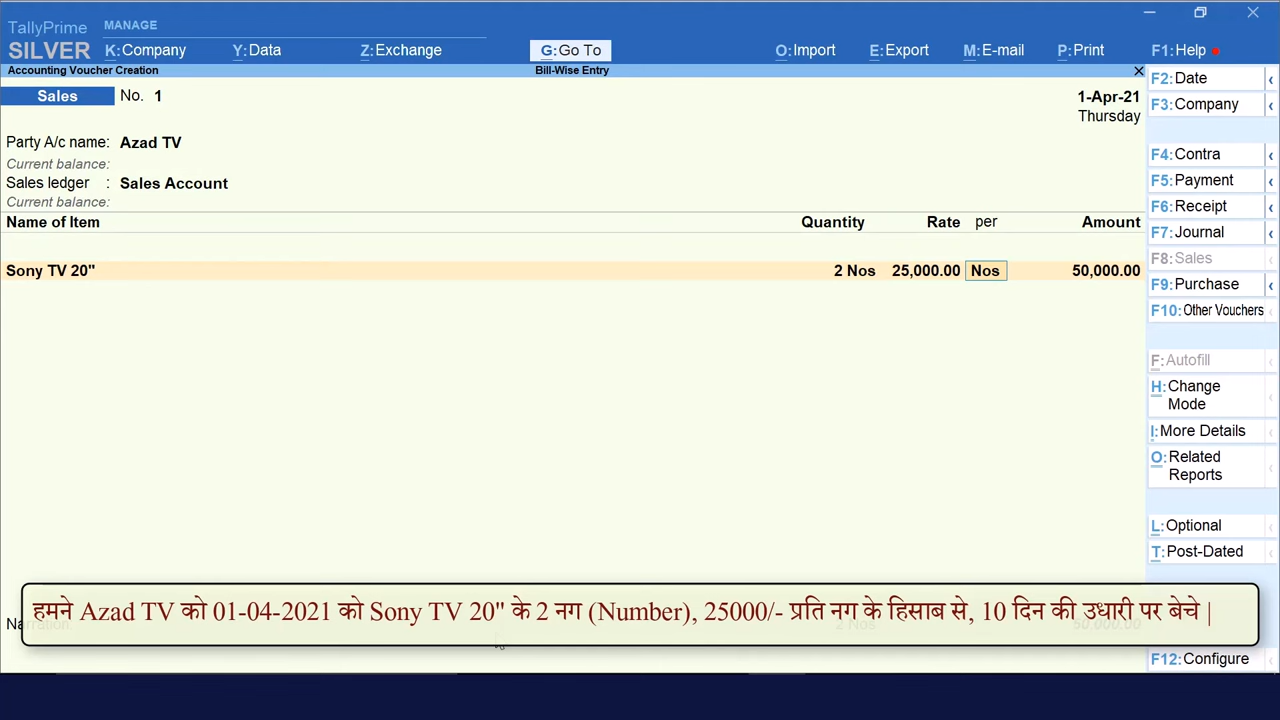 TallyPrime MANAGE
SILVER K:Company Y:Data Z:Exchange G:Go To O:Import E:Export M:E-mail P:Print F1:Help
Accounting Voucher Creation Bill-Wise Entry
Sales No. 1 1-Apr-21
Thursday
Party A/c name: Azad TV
Current balance:
Sales ledger : Sales Account
Current balance:
Name of Item Quantity Rate per Amount
Sony TV 20" 2 Nos 25,000.00 Nos 50,000.00
हमने Azad TV को 01-04-2021 को Sony TV 20" के 2 नग (Number), 25000/- प्रति नग के हिसाब से, 10 दिन की उधारी पर बेचे |
2 Nos 50,000.00
F2:Date
F3:Company
F4:Contra
F5:Payment
F6:Receipt
F7:Journal
F8:Sales
F9:Purchase
F10:Other Vouchers
F:Autofill
H:Change
Mode
I:More Details
O:Related
Reports
L:Optional
T:Post-Dated
F12:Configure